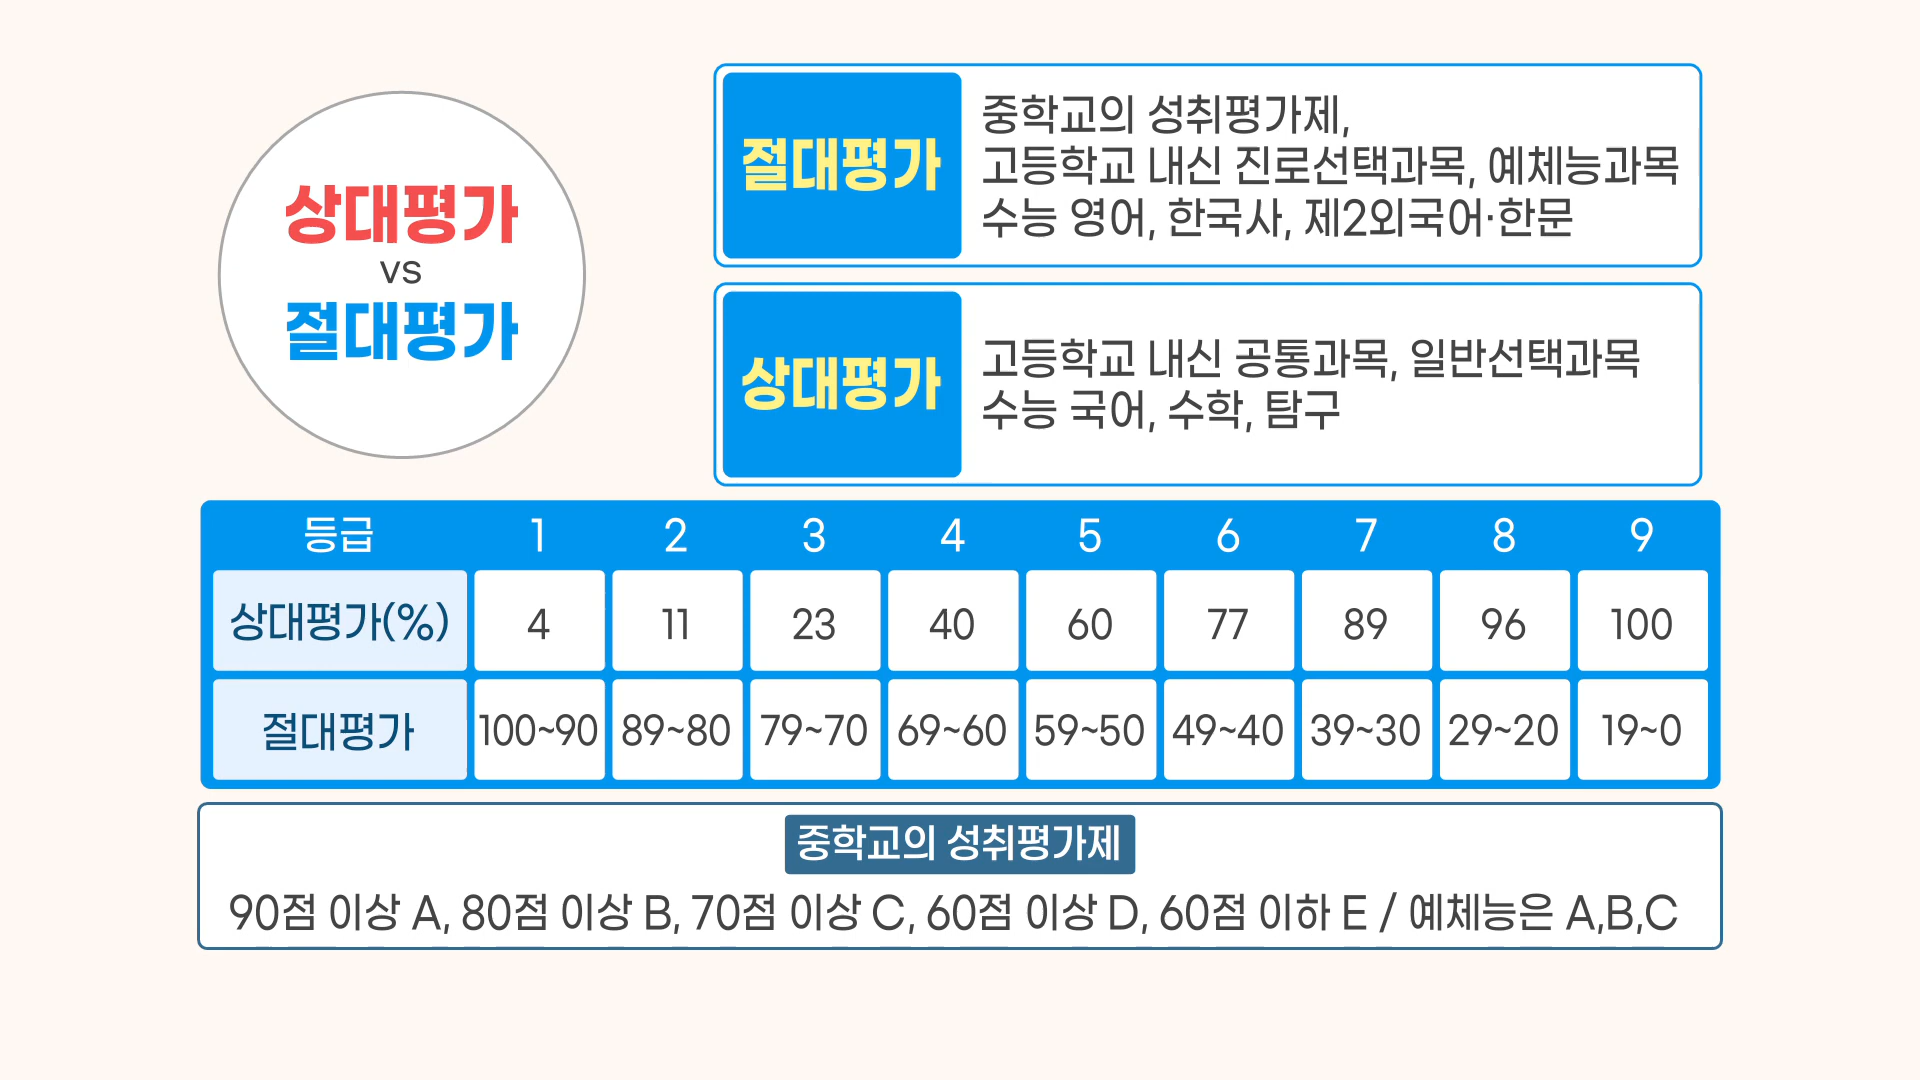 상대평가
vs
절대평가
절대평가
중학교의 성취평가제,
고등학교 내신 진로선택과목, 예체능과목
수능 영어, 한국사, 제2외국어·한문
상대평가
고등학교 내신 공통과목, 일반선택과목
수능 국어, 수학, 탐구
등급 1 2 3 4 5 6 7 8 9
상대평가(%) 4 11 23 40 60 77 89 96 100
절대평가 100~90 89~80 79~70 69~60 59~50 49~40 39~30 29~20 19~0
중학교의 성취평가제
90점 이상 A, 80점 이상 B, 70점 이상 C, 60점 이상 D, 60점 이하 E / 예체능은 A,B,C